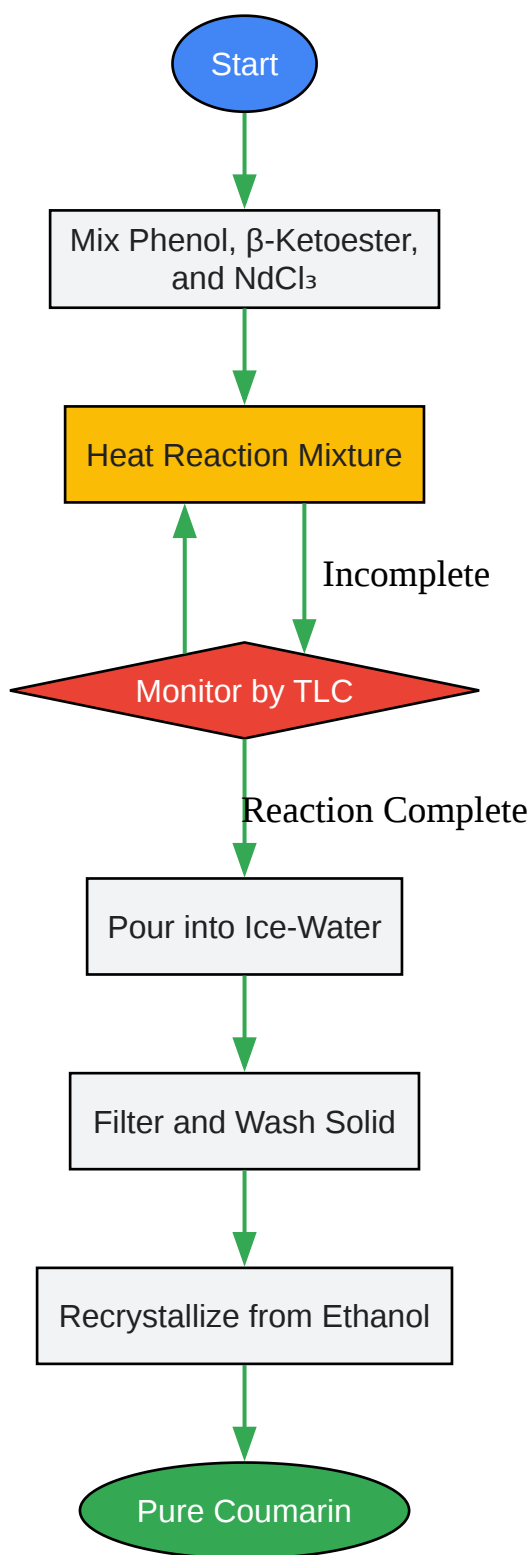 Start
Mix Phenol, β-Ketoester,
and NdCl₃
Heat Reaction Mixture
Incomplete
Monitor by TLC
Reaction Complete
Pour into Ice-Water
Filter and Wash Solid
Recrystallize from Ethanol
Pure Coumarin